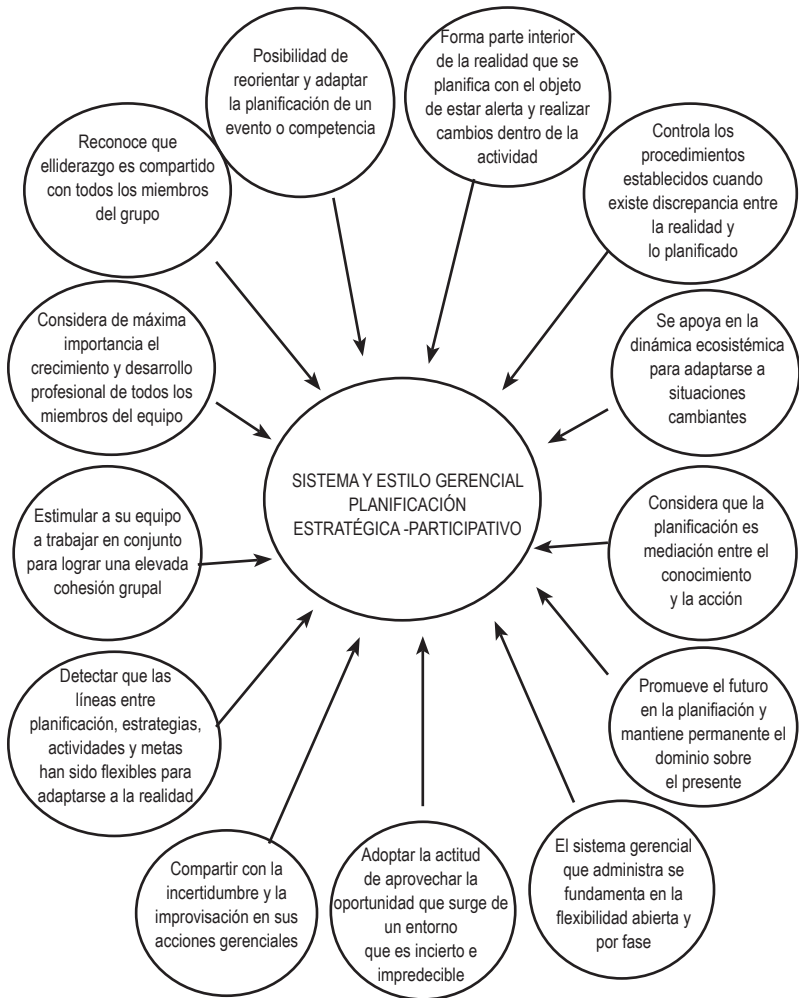 Posibilidad de
reorientar y adaptar
la planificación de un
evento o competencia
Forma parte interior
de la realidad que se
planifica con el objeto
de estar alerta y realizar
cambios dentro de la
actividad
Controla los
procedimientos
establecidos cuando
existe discrepancia entre
la realidad y
lo planificado
Se apoya en la
dinámica ecosistémica
para adaptarse a
situaciones
cambiantes
Considera que la
planificación es
mediación entre el
conocimiento
y la acción
Promueve el futuro
en la planifiación y
mantiene permanente el
dominio sobre
el presente
El sistema gerencial
que administra se
fundamenta en la
flexibilidad abierta y
por fase
Adoptar la actitud
de aprovechar la
oportunidad que surge de
un entorno
que es incierto e
impredecible
Compartir con la
incertidumbre y la
improvisación en sus
acciones gerenciales
Detectar que las
líneas entre
planificación, estrategias,
actividades y metas
han sido flexibles para
adaptarse a la realidad
Estimular a su equipo
a trabajar en conjunto
para lograr una elevada
cohesión grupal
Considera de máxima
importancia el
crecimiento y desarrollo
profesional de todos los
miembros del equipo
Reconoce que
elliderazgo es compartido
con todos los miembros
del grupo
SISTEMA Y ESTILO GERENCIAL
PLANIFICACIÓN
ESTRATÉGICA -PARTICIPATIVO